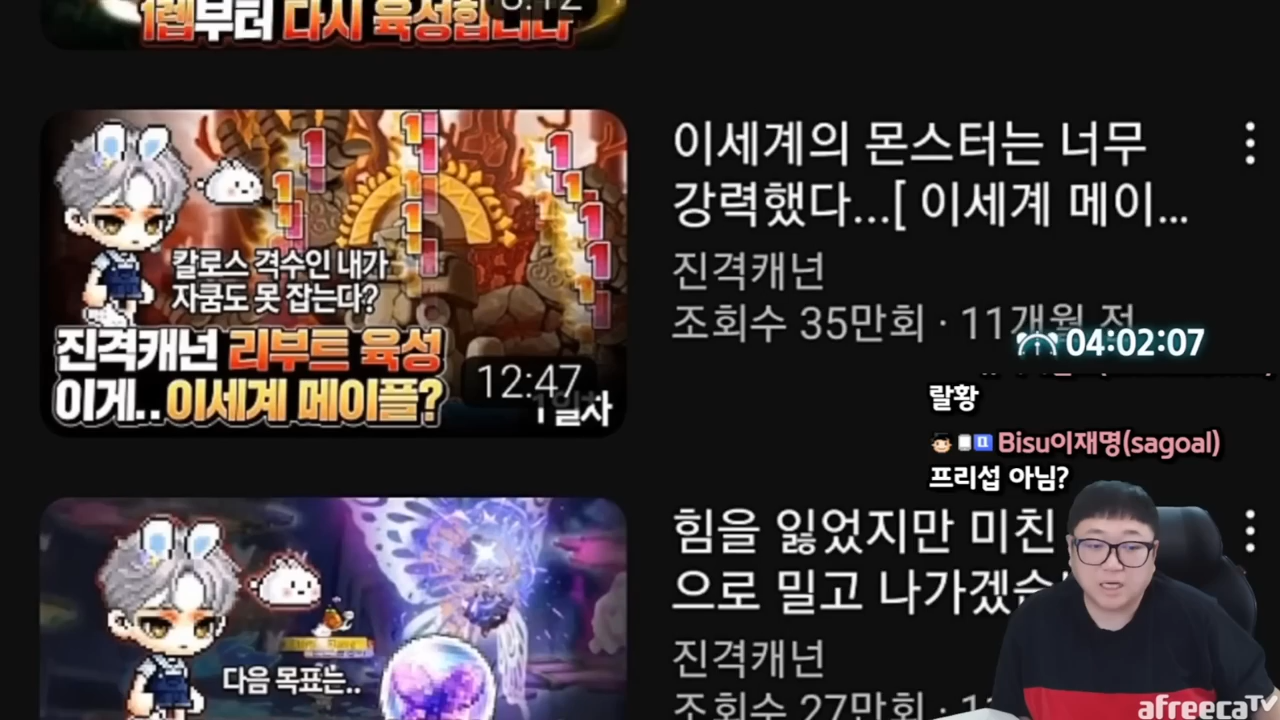 1렙부터 다시 육성합니다
8:12
이세계의 몬스터는 너무
강력했다...[ 이세계 메이...
진격캐넌
조회수 35만회 · 11개월 전
칼로스 격수인 내가
자쿰도 못 잡는다?
진격캐넌 리부트 육성
이게.. 이세계 메이플?
12:47
1일차
04:02:07
랄황
Bisu이재명(sagoal)
프리섭 아님?
힘을 잃었지만 미친
으로 밀고 나가겠습
진격캐넌
조회수 27만회
다음 목표는..
afreecaTV